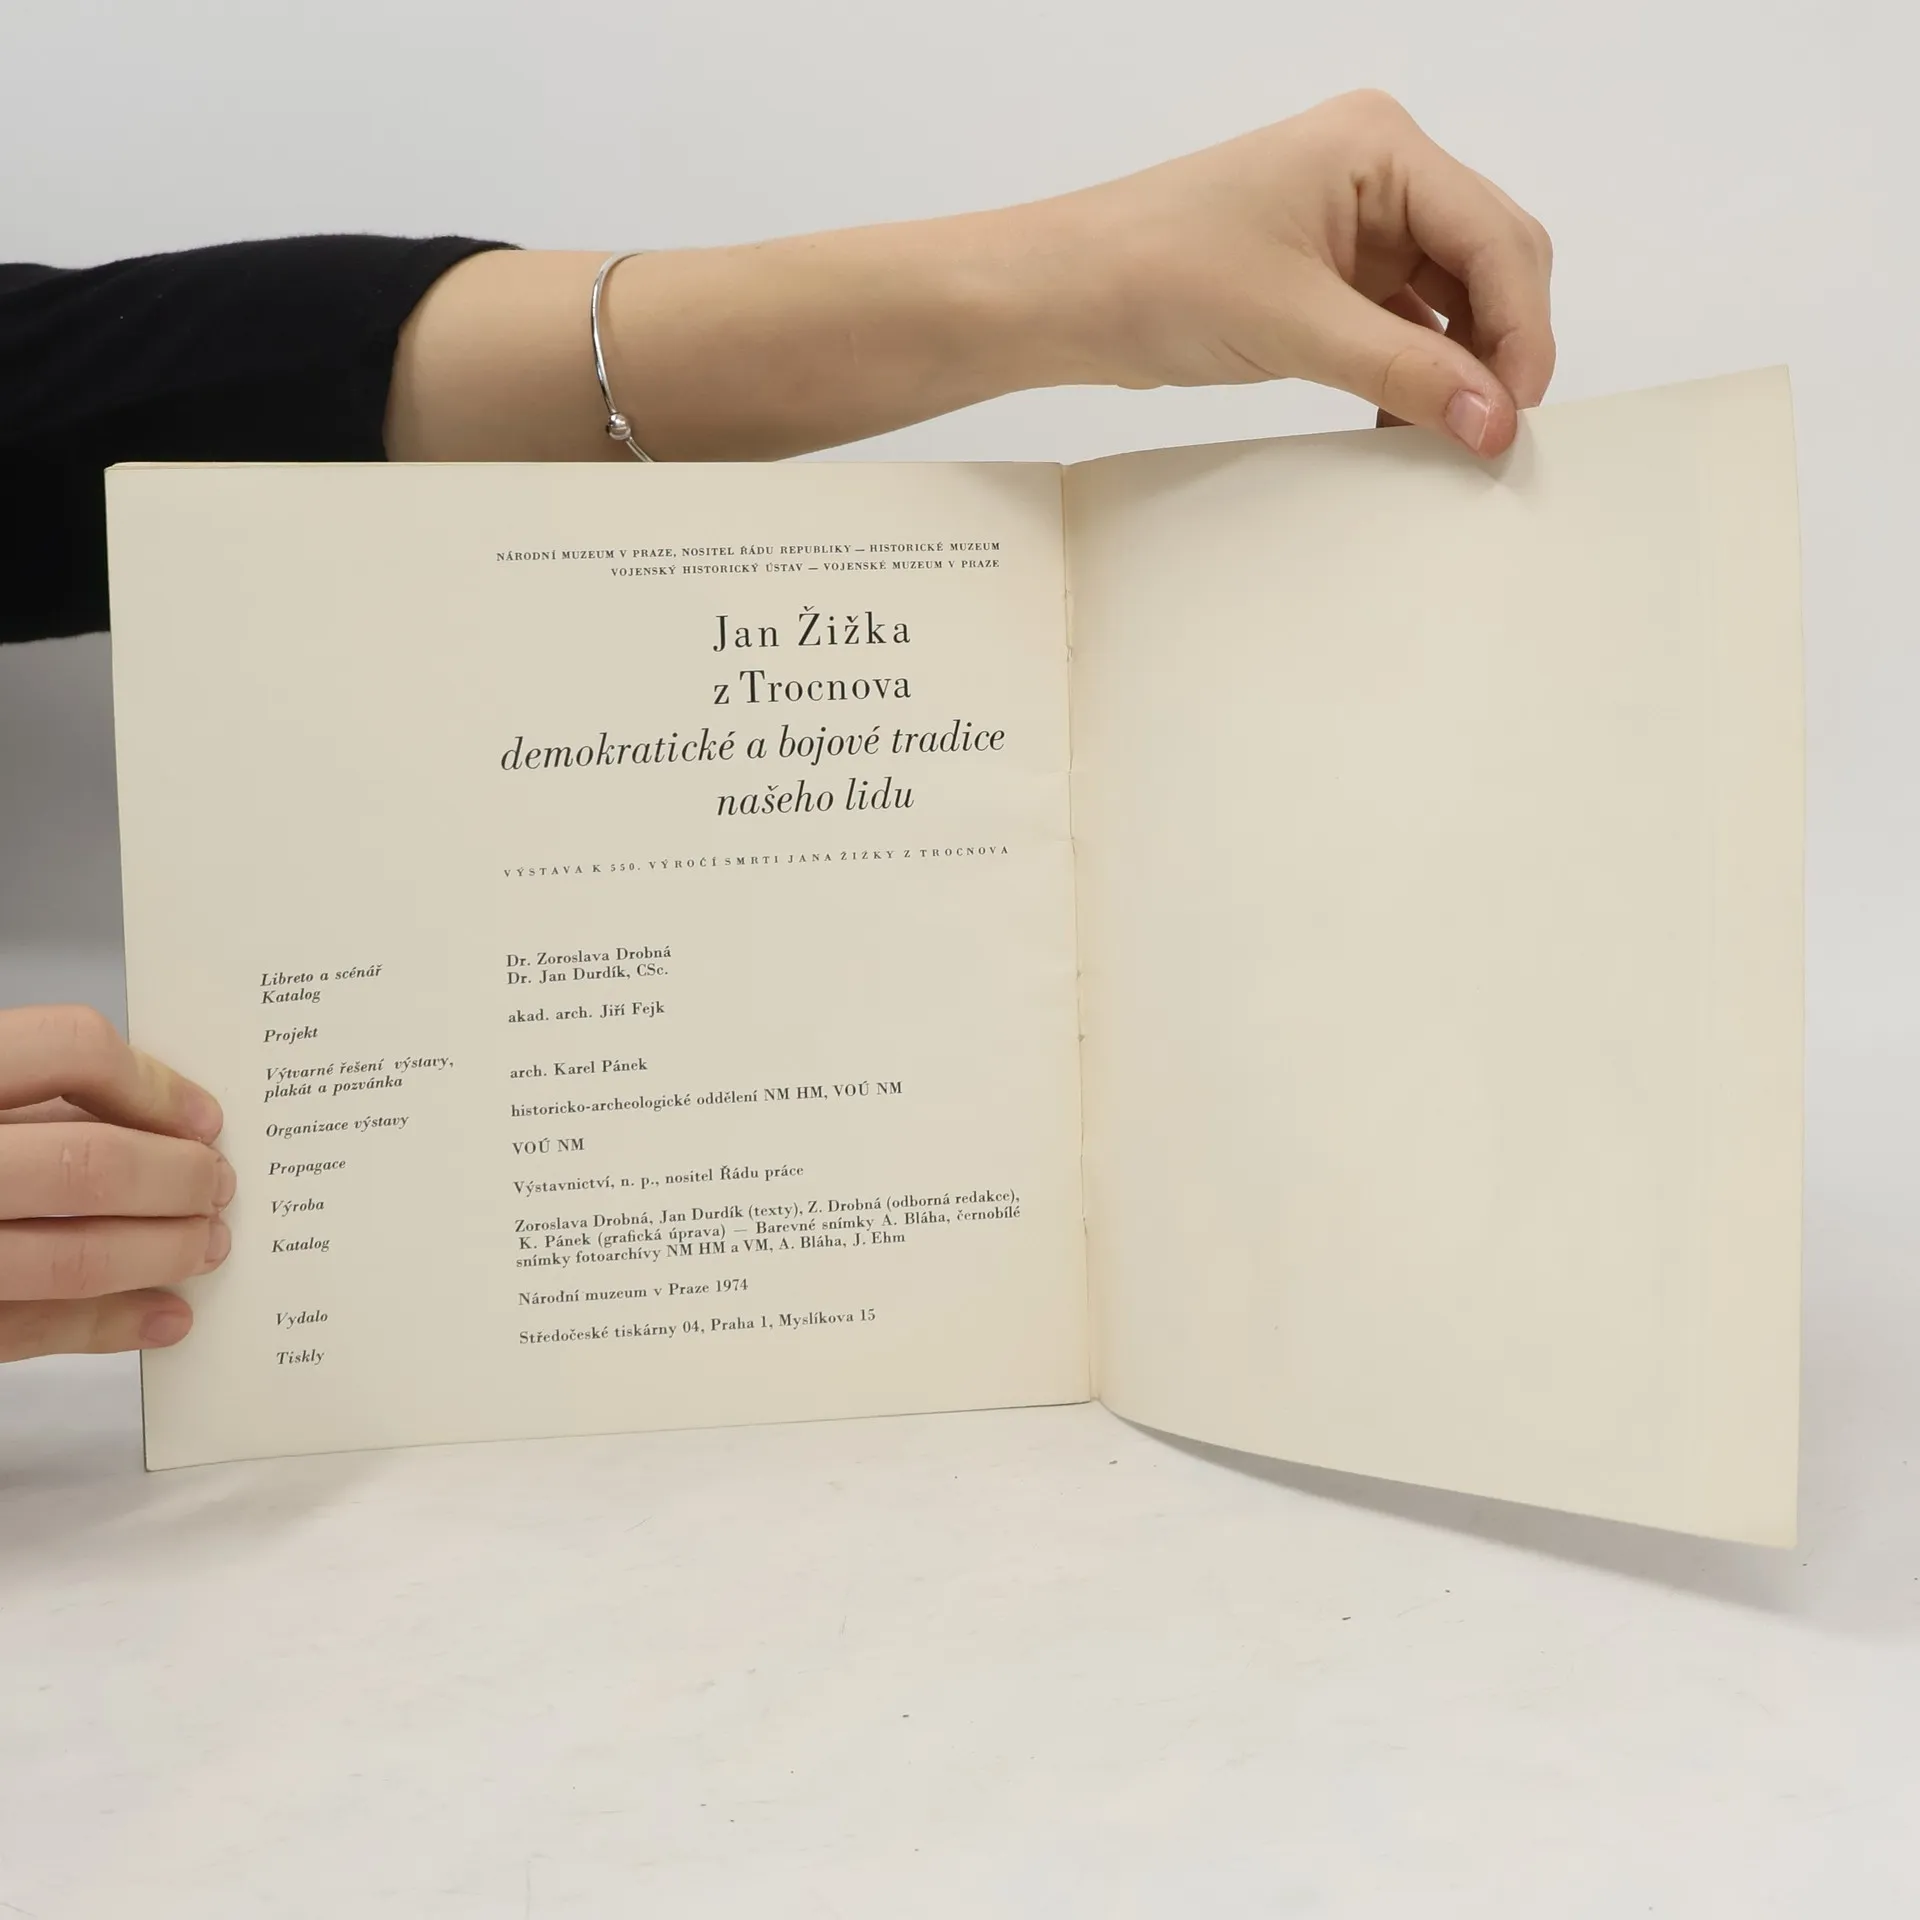 NÁRODNÍ MUZEUM V PRAZE, NOSITEL ŘÁDU REPUBLIKY — HISTORICKÉ MUZEUM
VOJENSKÝ HISTORICKÝ ÚSTAV — VOJENSKÉ MUZEUM V PRAZE
Jan Žižka
z Trocnova
demokratické a bojové tradice
našeho lidu
VÝSTAVA K 550. VÝROČÍ SMRTI JANA ŽIŽKY Z TROCNOVA
Libreto a scénář
Katalog
Dr. Zoroslava Drobná
Dr. Jan Durdík, CSc.
Projekt
akad. arch. Jiří Fejk
Výtvarné řešení výstavy,
plakát a pozvánka
arch. Karel Pánek
Organizace výstavy
historicko-archeologické oddělení NM HM, VOÚ NM
Propagace
VOÚ NM
Výroba
Výstavnictví, n. p., nositel Řádu práce
Katalog
Zoroslava Drobná, Jan Durdík (texty), Z. Drobná (odborná redakce),
K. Pánek (grafická úprava) — Barevné snímky A. Bláha, černobílé
snímky fotoarchívy NM HM a VM, A. Bláha, J. Ehm
Vydalo
Národní muzeum v Praze 1974
Tiskly
Středočeské tiskárny 04, Praha 1, Myslíkova 15